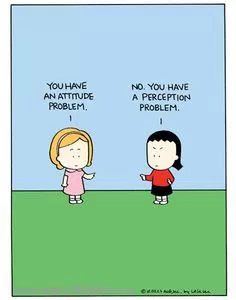 YOU HAVE
AN ATTITUDE
PROBLEM.
NO. YOU HAVE
A PERCEPTION
PROBLEM.